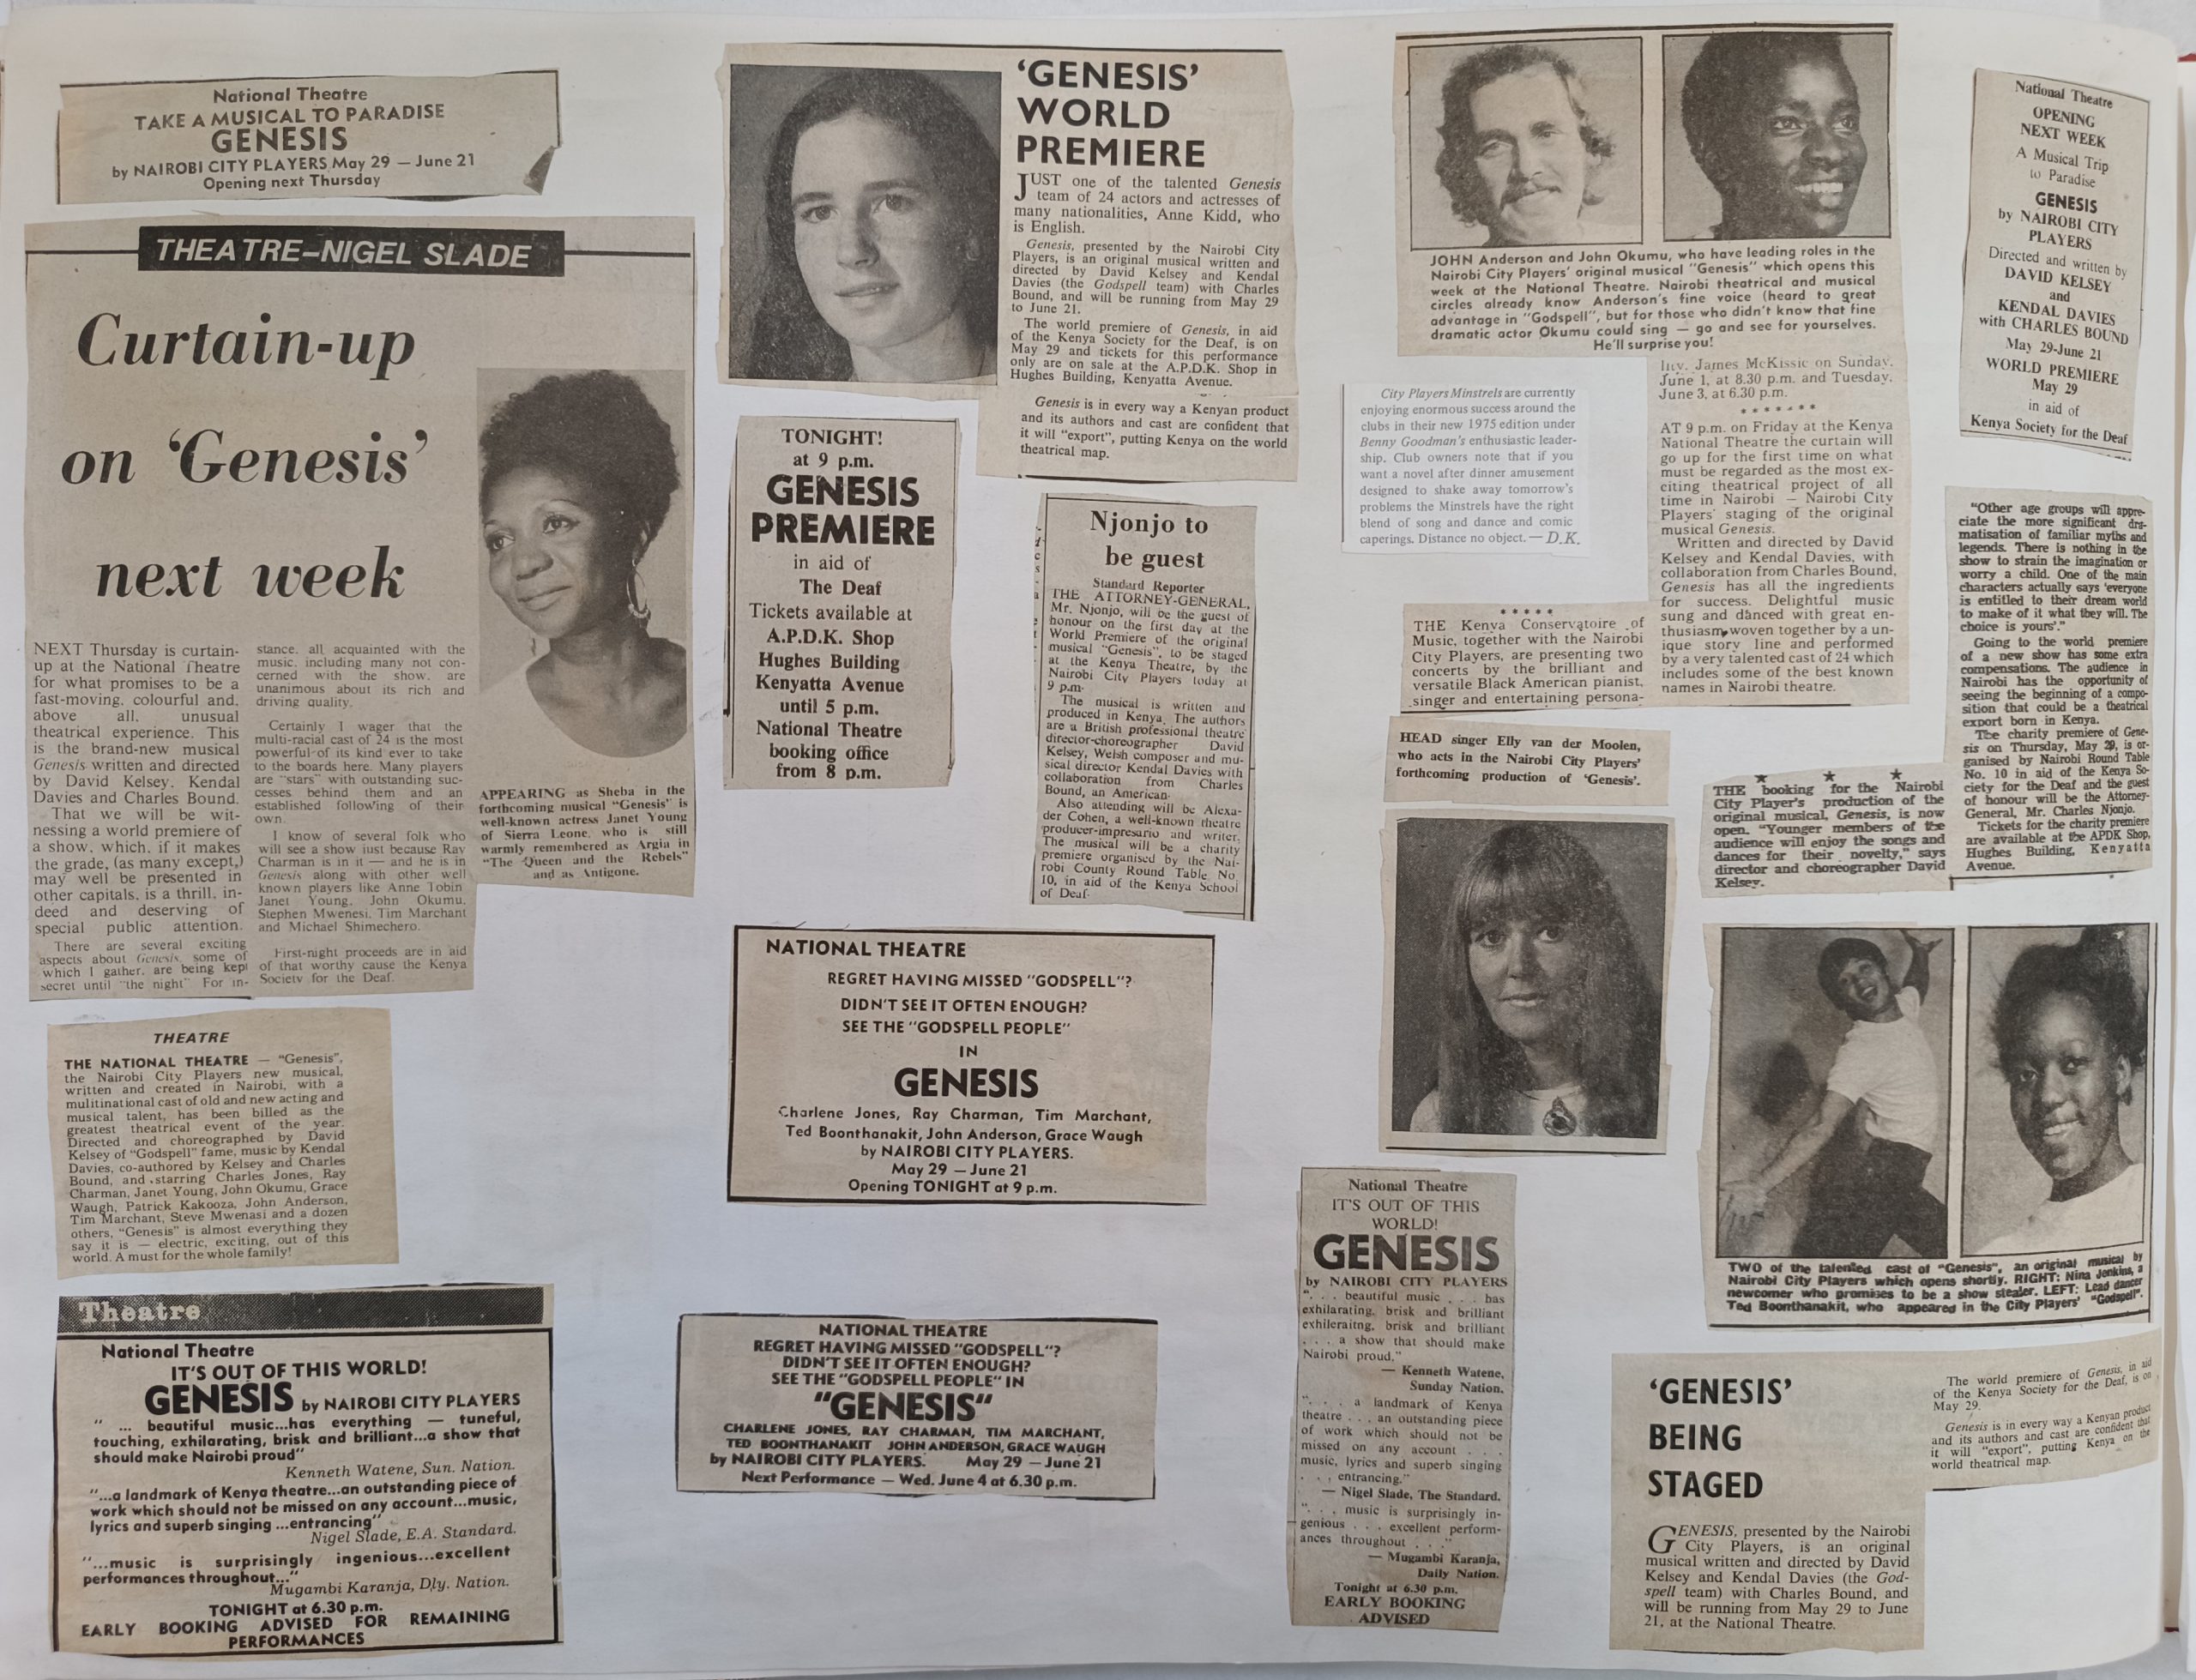 National Theatre
TAKE A MUSICAL TO PARADISE
GENESIS
by NAIROBI CITY PLAYERS May 29 — June 21
Opening next Thursday
THEATRE–NIGEL SLADE
Curtain-up
on ‘Genesis’
next week
NEXT Thursday is curtain-
up at the National Theatre
for what promises to be a
fast-moving, colourful and,
above all, unusual
theatrical experience. This
is the brand-new musical
Genesis written and directed
by David Kelsey, Kendal
Davies and Charles Bound.
That we will be wit-
nessing a world premiere of
a show, which, if it makes
the grade, (as many except,)
may well be presented in
other capitals, is a thrill, in-
deed and deserving of
special public attention.
There are several exciting
aspects about Genesis, some of
which I gather, are being kept
secret until "the night" For in-
stance, all acquainted with the
music, including many not con-
cerned with the show, are
unanimous about its rich and
driving quality.
Certainly I wager that the
multi-racial cast of 24 is the most
powerful of its kind ever to take
to the boards here. Many players
are "stars" with outstanding suc-
cesses behind them and an
established following of their
own.
I know of several folk who
will see a show just because Ray
Charman is in it — and he is in
Genesis along with other well
known players like Anne Tobin
Janet Young, John Okumu,
Stephen Mwenesi, Tim Marchant
and Michael Shimechero.
First-night proceeds are in aid
of that worthy cause the Kenya
Society for the Deaf.
APPEARING as Sheba in the
forthcoming musical "Genesis" is
well-known actress Janet Young
of Sierra Leone, who is still
warmly remembered as Argia in
"The Queen and the Rebels"
and as Antigone.
THEATRE
THE NATIONAL THEATRE — "Genesis",
the Nairobi City Players new musical,
written and created in Nairobi, with a
mulitinational cast of old and new acting and
musical talent, has been billed as the
greatest theatrical event of the year.
Directed and choreographed by David
Kelsey of "Godspell" fame, music by Kendal
Davies, co-authored by Kelsey and Charles
Bound, and starring Charles Jones, Ray
Charman, Janet Young, John Okumu, Grace
Waugh, Patrick Kakooza, John Anderson,
Tim Marchant, Steve Mwenasi and a dozen
others, "Genesis" is almost everything they
say it is — electric, exciting, out of this
world. A must for the whole family!
Theatre
National Theatre
IT'S OUT OF THIS WORLD!
GENESIS by NAIROBI CITY PLAYERS
" ... beautiful music...has everything — tuneful,
touching, exhilarating, brisk and brilliant...a show that
should make Nairobi proud"
Kenneth Watene, Sun. Nation.
"...a landmark of Kenya theatre...an outstanding piece of
work which should not be missed on any account...music,
lyrics and superb singing ...entrancing"
Nigel Slade, E.A. Standard.
"...music is surprisingly ingenious...excellent
performances throughout..."
Mugambi Karanja, Dly. Nation.
TONIGHT at 6.30 p.m.
EARLY BOOKING ADVISED FOR REMAINING
PERFORMANCES
‘GENESIS’
WORLD
PREMIERE
JUST one of the talented Genesis
team of 24 actors and actresses of
many nationalities, Anne Kidd, who
is English.
Genesis, presented by the Nairobi City
Players, is an original musical written and
directed by David Kelsey and Kendal
Davies (the Godspell team) with Charles
Bound, and will be running from May 29
to June 21.
The world premiere of Genesis, in aid
of the Kenya Society for the Deaf, is on
May 29 and tickets for this performance
only are on sale at the A.P.D.K. Shop in
Hughes Building, Kenyatta Avenue.
Genesis is in every way a Kenyan product
and its authors and cast are confident that
it will "export", putting Kenya on the world
theatrical map.
TONIGHT!
at 9 p.m.
GENESIS
PREMIERE
in aid of
The Deaf
Tickets available at
A.P.D.K. Shop
Hughes Building
Kenyatta Avenue
until 5 p.m.
National Theatre
booking office
from 8 p.m.
Njonjo to
be guest
Standard Reporter
THE ATTORNEY-GENERAL,
Mr. Njonjo, will be the guest of
honour on the first day at the
World Premiere of the original
musical "Genesis", to be staged
at the Kenya Theatre, by the
Nairobi City Players today at
9 p.m.
The musical is written and
produced in Kenya. The authors
are a British professional theatre
director-choreographer David
Kelsey, Welsh composer and mu-
sical director Kendal Davies with
collaboration from Charles
Bound, an American.
Also attending will be Alexa-
der Cohen, a well-known theatre
producer-impresario and writer.
The musical will be a charity
premiere organised by the Nai-
robi County Round Table No.
10, in aid of the Kenya School
of Deaf.
NATIONAL THEATRE
REGRET HAVING MISSED "GODSPELL"?
DIDN'T SEE IT OFTEN ENOUGH?
SEE THE "GODSPELL PEOPLE"
IN
GENESIS
Charlene Jones, Ray Charman, Tim Marchant,
Ted Boonthanakit, John Anderson, Grace Waugh
by NAIROBI CITY PLAYERS.
May 29 — June 21
Opening TONIGHT at 9 p.m.
NATIONAL THEATRE
REGRET HAVING MISSED "GODSPELL"?
DIDN'T SEE IT OFTEN ENOUGH?
SEE THE "GODSPELL PEOPLE" IN
"GENESIS"
CHARLENE JONES, RAY CHARMAN, TIM MARCHANT,
TED BOONTHANAKIT JOHN ANDERSON, GRACE WAUGH
by NAIROBI CITY PLAYERS. May 29 — June 21
Next Performance — Wed. June 4 at 6.30 p.m.
JOHN Anderson and John Okumu, who have leading roles in the
Nairobi City Players' original musical "Genesis" which opens this
week at the National Theatre. Nairobi theatrical and musical
circles already know Anderson's fine voice (heard to great
advantage in "Godspell", but for those who didn't know that fine
dramatic actor Okumu could sing — go and see for yourselves.
He'll surprise you!
City Players Minstrels are currently
enjoying enormous success around the
clubs in their new 1975 edition under
Benny Goodman's enthusiastic leader-
ship. Club owners note that if you
want a novel after dinner amusement
designed to shake away tomorrow's
problems the Minstrels have the right
blend of song and dance and comic
caperings. Distance no object. — D.K.
* * * * *
THE Kenya Conservatoire of
Music, together with the Nairobi
City Players, are presenting two
concerts by the brilliant and
versatile Black American pianist,
singer and entertaining persona-
lity, James McKissic on Sunday,
June 1, at 8.30 p.m. and Tuesday,
June 3, at 6.30 p.m.
* * * * * * *
AT 9 p.m. on Friday at the Kenya
National Theatre the curtain will
go up for the first time on what
must be regarded as the most ex-
citing theatrical project of all
time in Nairobi — Nairobi City
Players' staging of the original
musical Genesis.
Written and directed by David
Kelsey and Kendal Davies, with
collaboration from Charles Bound,
Genesis has all the ingredients
for success. Delightful music
sung and danced with great en-
thusiasm, woven together by a un-
ique story line and performed
by a very talented cast of 24 which
includes some of the best known
names in Nairobi theatre.
HEAD singer Elly van der Moolen,
who acts in the Nairobi City Players'
forthcoming production of 'Genesis'.
National Theatre
IT'S OUT OF THIS
WORLD!
GENESIS
by NAIROBI CITY PLAYERS
". . . beautiful music . . . has
exhilarating, brisk and brilliant
exhileraitng, brisk and brilliant
. . . a show that should make
Nairobi proud,"
— Kenneth Watene,
Sunday Nation.
". . . a landmark of Kenya
theatre . . . an outstanding piece
of work which should not be
missed on any account . . .
music, lyrics and superb singing
. . . entrancing."
— Nigel Slade, The Standard.
". . . music is surprisingly in-
genious . . . excellent perform-
ances throughout . . ."
— Mugambi Karanja,
Daily Nation.
Tonight at 6.30 p.m.
EARLY BOOKING
ADVISED
National Theatre
OPENING
NEXT WEEK
A Musical Trip
to Paradise
GENESIS
by NAIROBI CITY
PLAYERS
Directed and written by
DAVID KELSEY
and
KENDAL DAVIES
with CHARLES BOUND
May 29-June 21
WORLD PREMIERE
May 29
in aid of
Kenya Society for the Deaf
★ ★ ★
THE booking for the Nairobi
City Player's production of the
original musical, Genesis, is now
open. "Younger members of the
audience will enjoy the songs and
dances for their novelty," says
director and choreographer David
Kelsey.
"Other age groups will appre-
ciate the more significant dra-
matisation of familiar myths and
legends. There is nothing in the
show to strain the imagination or
worry a child. One of the main
characters actually says 'everyone
is entitled to their dream world
to make of it what they will. The
choice is yours'."
Going to the world premiere
of a new show has some extra
compensations. The audience in
Nairobi has the opportunity of
seeing the beginning of a compo-
sition that could be a theatrical
export born in Kenya.
The charity premiere of Gene-
sis on Thursday, May 29, is or-
ganised by Nairobi Round Table
No. 10 in aid of the Kenya So-
ciety for the Deaf and the guest
of honour will be the Attorney-
General, Mr. Charles Njonjo.
Tickets for the charity premiere
are available at the APDK Shop,
Hughes Building, Kenyatta
Avenue.
TWO of the talented cast of "Genesis", an original musical by
Nairobi City Players which opens shortly. RIGHT: Nina Jenkins, a
newcomer who promises to be a show stealer. LEFT: Lead dancer
Ted Boonthanakit, who appeared in the City Players' "Godspell".
‘GENESIS’
BEING
STAGED
GENESIS, presented by the Nairobi
City Players, is an original
musical written and directed by David
Kelsey and Kendal Davies (the God-
spell team) with Charles Bound, and
will be running from May 29 to June
21, at the National Theatre.
The world premiere of Genesis, in aid
of the Kenya Society for the Deaf, is on
May 29.
Genesis is in every way a Kenyan product
and its authors and cast are confident that
it will "export", putting Kenya on the
world theatrical map.